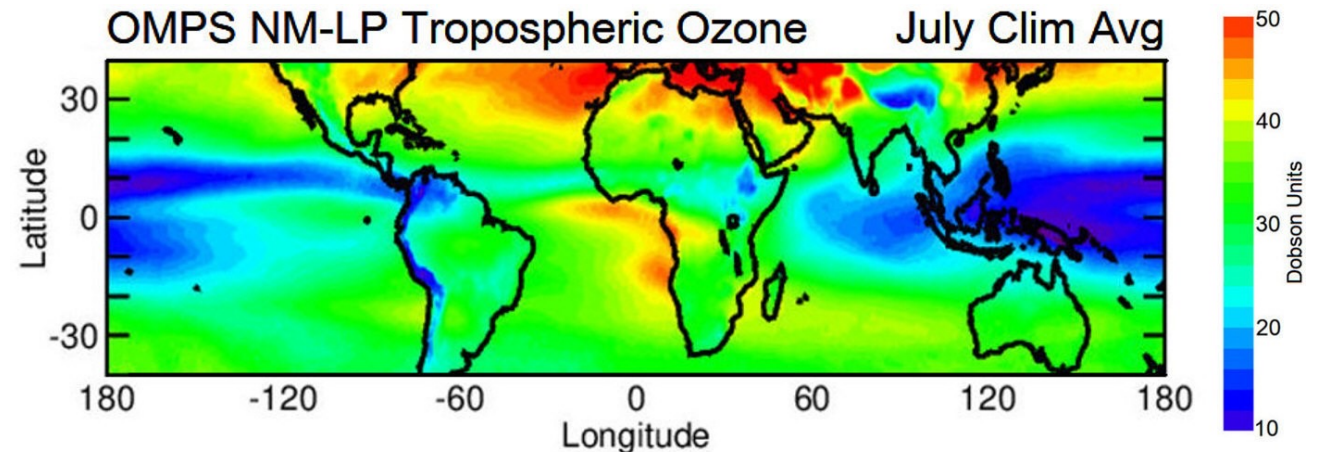 OMPS NM-LP Tropospheric Ozone July Clim Avg
50
40
30
20
10
Dobson Units
Latitude
30
0
-30
180 -120 -60 0 60 120 180
Longitude